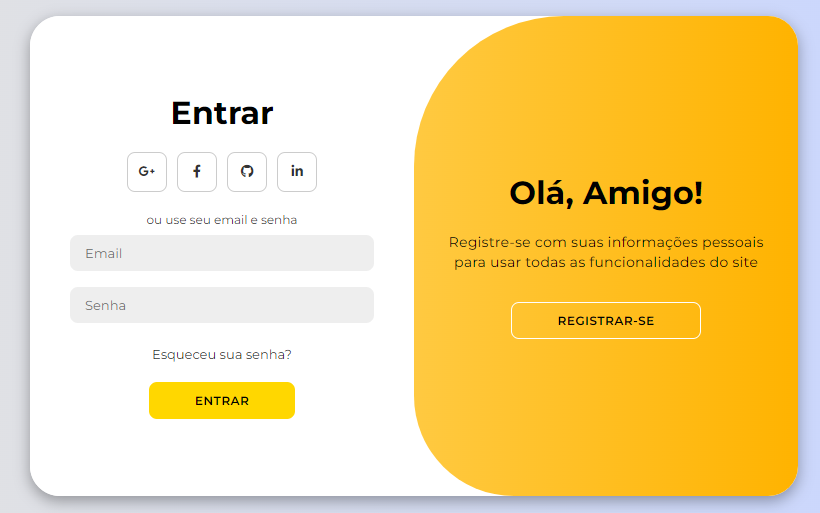 Entrar
G+ f in
ou use seu email e senha
Email
Senha
Esqueceu sua senha?
ENTRAR
Olá, Amigo!
Registre-se com suas informações pessoais
para usar todas as funcionalidades do site
REGISTRAR-SE